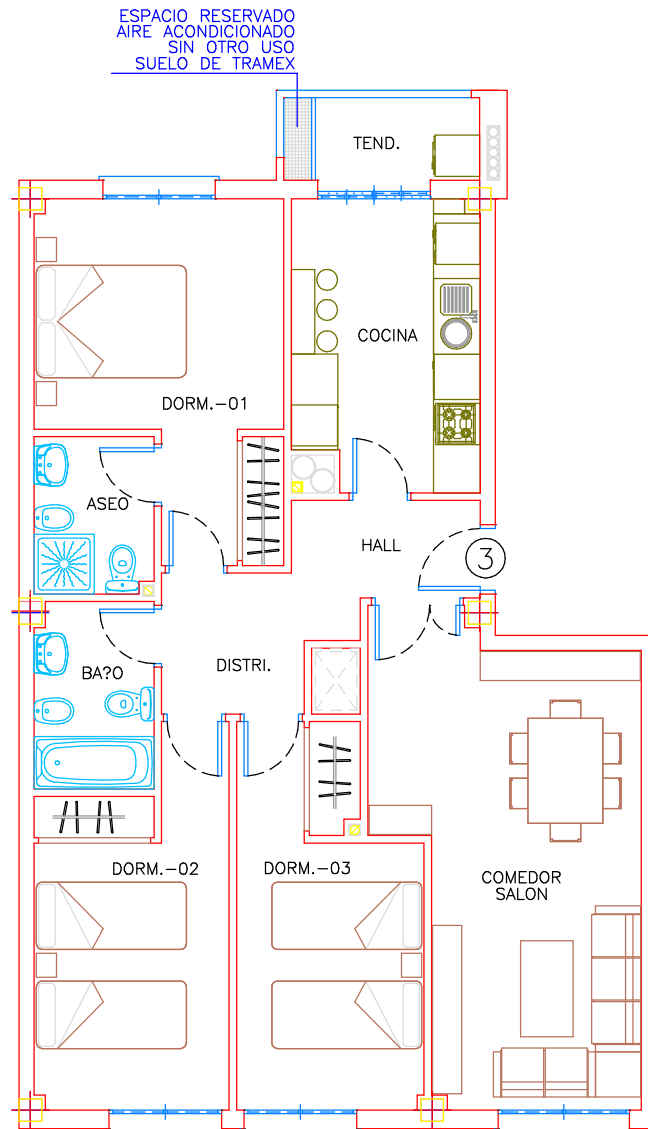 ESPACIO RESERVADO
AIRE ACONDICIONADO
SIN OTRO USO
SUELO DE TRAMEX
TEND.
COCINA
DORM.-01
ASEO
HALL
3
BA?O
DISTRI.
DORM.-02
DORM.-03
COMEDOR
SALON